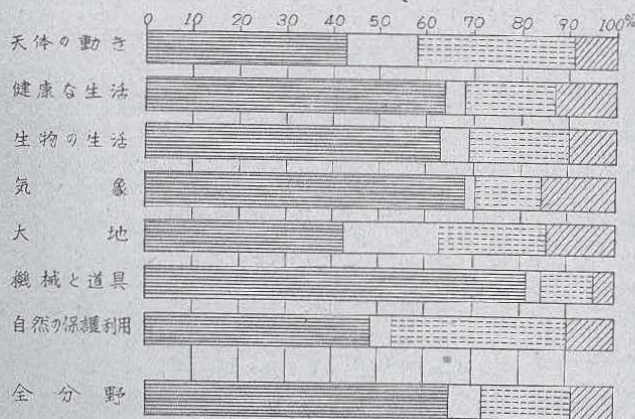 0 10 20 30 40 50 60 70 80 90 100%
天体の動き
健康な生活
生物の生活
気象
大地
機械と道具
自然の保護利用
全分野